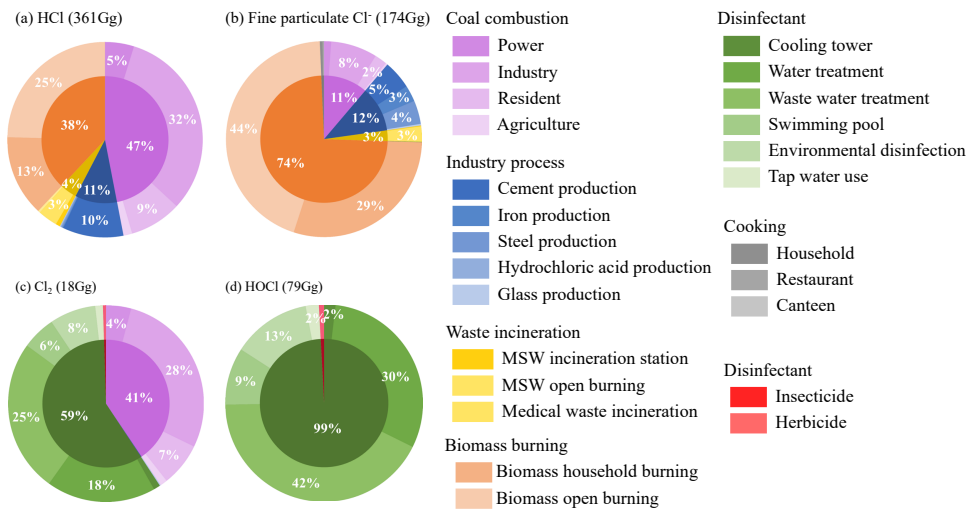 (a) HCl (361Gg)
5%
32%
9%
10%
3%
13%
25%
47%
11%
4%
38%
(b) Fine particulate Cl⁻ (174Gg)
8%
2%
5%
3%
4%
3%
29%
44%
11%
12%
3%
74%
(c) Cl₂ (18Gg)
4%
28%
7%
18%
25%
6%
8%
41%
59%
(d) HOCl (79Gg)
2%
30%
42%
9%
13%
2%
99%
Coal combustion
Power
Industry
Resident
Agriculture
Industry process
Cement production
Iron production
Steel production
Hydrochloric acid production
Glass production
Waste incineration
MSW incineration station
MSW open burning
Medical waste incineration
Biomass burning
Biomass household burning
Biomass open burning
Disinfectant
Cooling tower
Water treatment
Waste water treatment
Swimming pool
Environmental disinfection
Tap water use
Cooking
Household
Restaurant
Canteen
Disinfectant
Insecticide
Herbicide